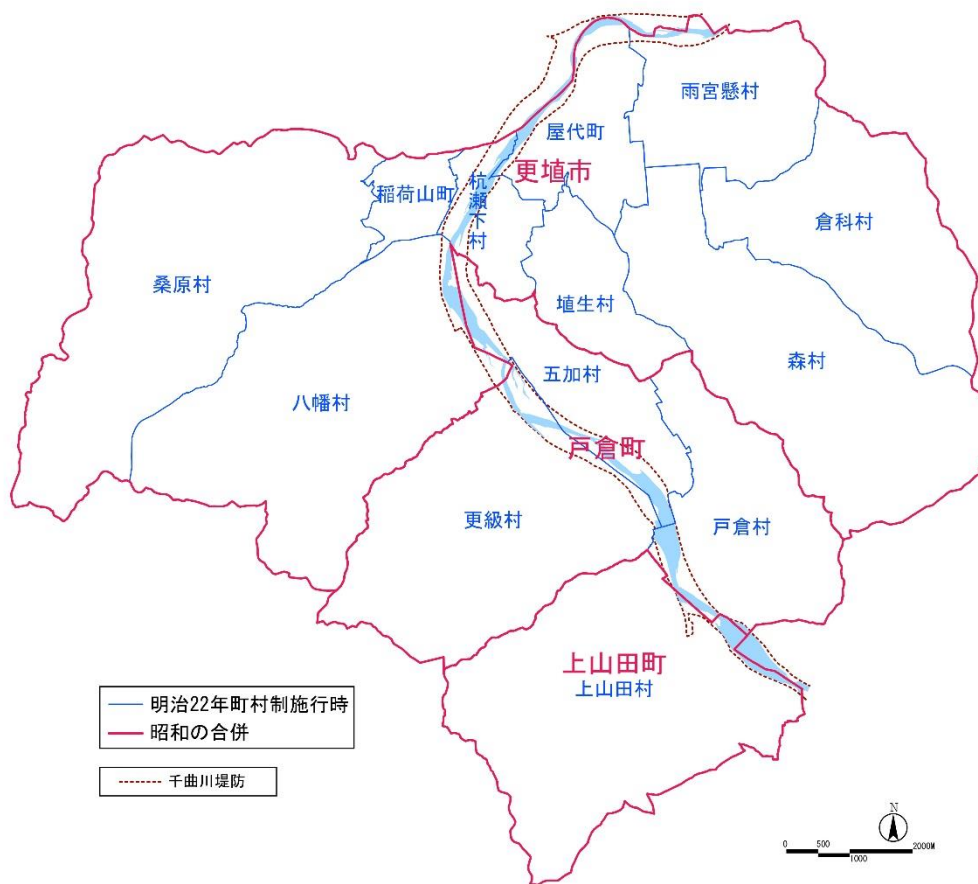 雨宮懸村
屋代町
更埴市
杭瀬下村
稲荷山町
倉科村
桑原村
埴生村
森村
五加村
八幡村
戸倉町
更級村
戸倉村
上山田町
上山田村
明治22年町村制施行時
昭和の合併
千曲川堤防
N
0 500 2000M
1000